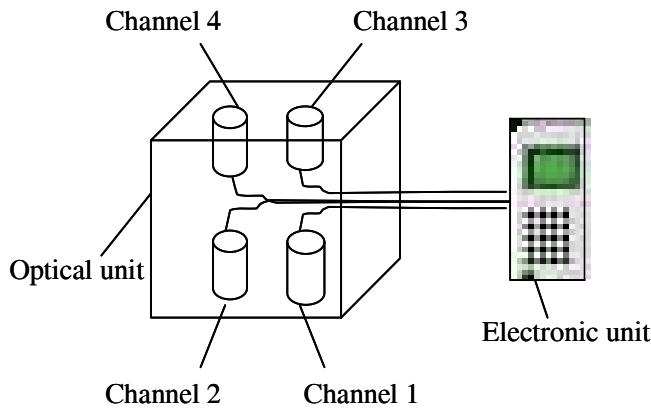 Channel 4
Channel 3
Optical unit
Electronic unit
Channel 2
Channel 1